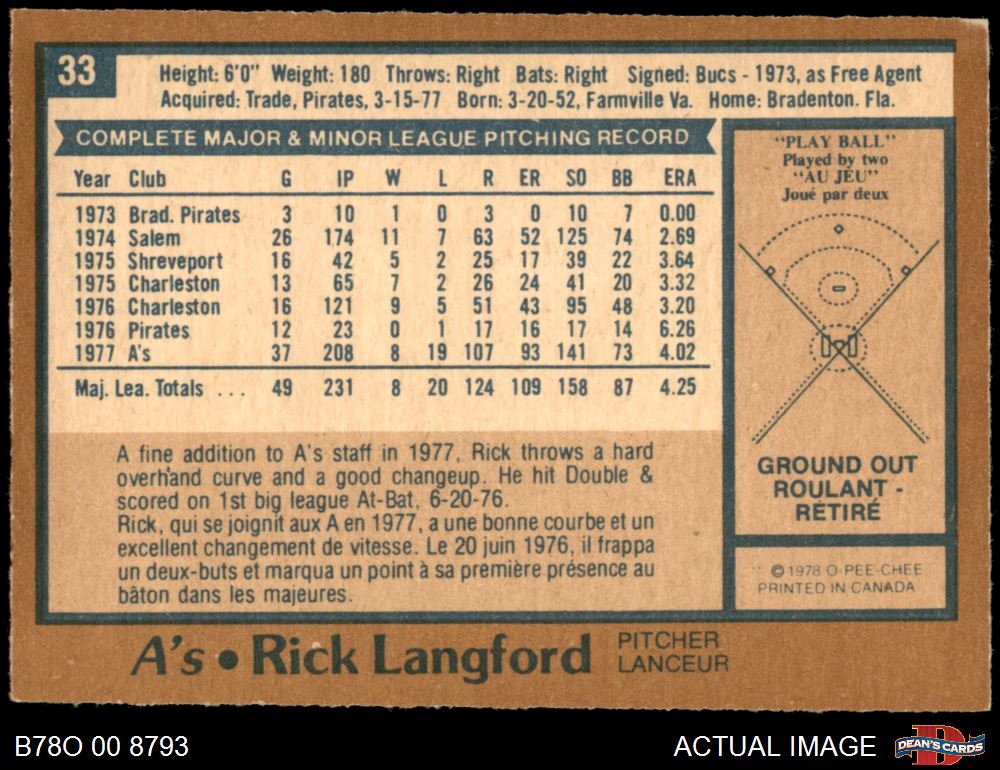 33
Height: 6'0" Weight: 180 Throws: Right Bats: Right Signed: Bucs - 1973, as Free Agent
Acquired: Trade, Pirates, 3-15-77 Born: 3-20-52, Farmville Va. Home: Bradenton. Fla.
COMPLETE MAJOR & MINOR LEAGUE PITCHING RECORD
Year Club G IP W L R ER SO BB ERA
1973 Brad. Pirates 3 10 1 0 3 0 10 7 0.00
1974 Salem 26 174 11 7 63 52 125 74 2.69
1975 Shreveport 16 42 5 2 25 17 39 22 3.64
1975 Charleston 13 65 7 2 26 24 41 20 3.32
1976 Charleston 16 121 9 5 51 43 95 48 3.20
1976 Pirates 12 23 0 1 17 16 17 14 6.26
1977 A's 37 208 8 19 107 93 141 73 4.02
Maj. Lea. Totals ... 49 231 8 20 124 109 158 87 4.25
A fine addition to A's staff in 1977, Rick throws a hard
overhand curve and a good changeup. He hit Double &
scored on 1st big league At-Bat, 6-20-76.
Rick, qui se joignit aux A en 1977, a une bonne courbe et un
excellent changement de vitesse. Le 20 juin 1976, il frappa
un deux-buts et marqua un point à sa première présence au
bâton dans les majeures.
"PLAY BALL"
Played by two
"AU JEU"
Joué par deux
GROUND OUT
ROULANT -
RETIRÉ
© 1978 O-PEE-CHEE
PRINTED IN CANADA
A's • Rick Langford
PITCHER
LANCEUR
B78O 00 8793
ACTUAL IMAGE
D
DEAN'S CARDS